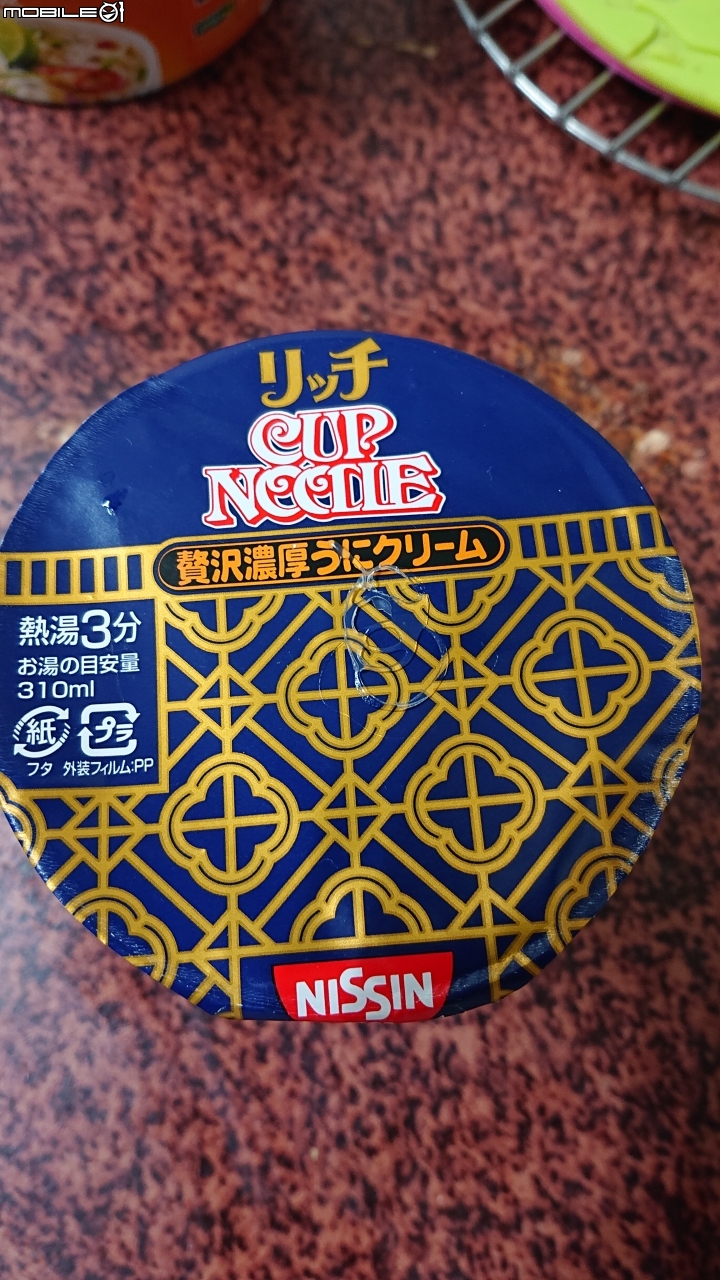 MOBILE01
リッチ
CUP
NOODLE
贅沢濃厚うにクリーム
熱湯3分
お湯の目安量
310ml
紙 プラ
フタ 外装フィルム:PP
NISSIN